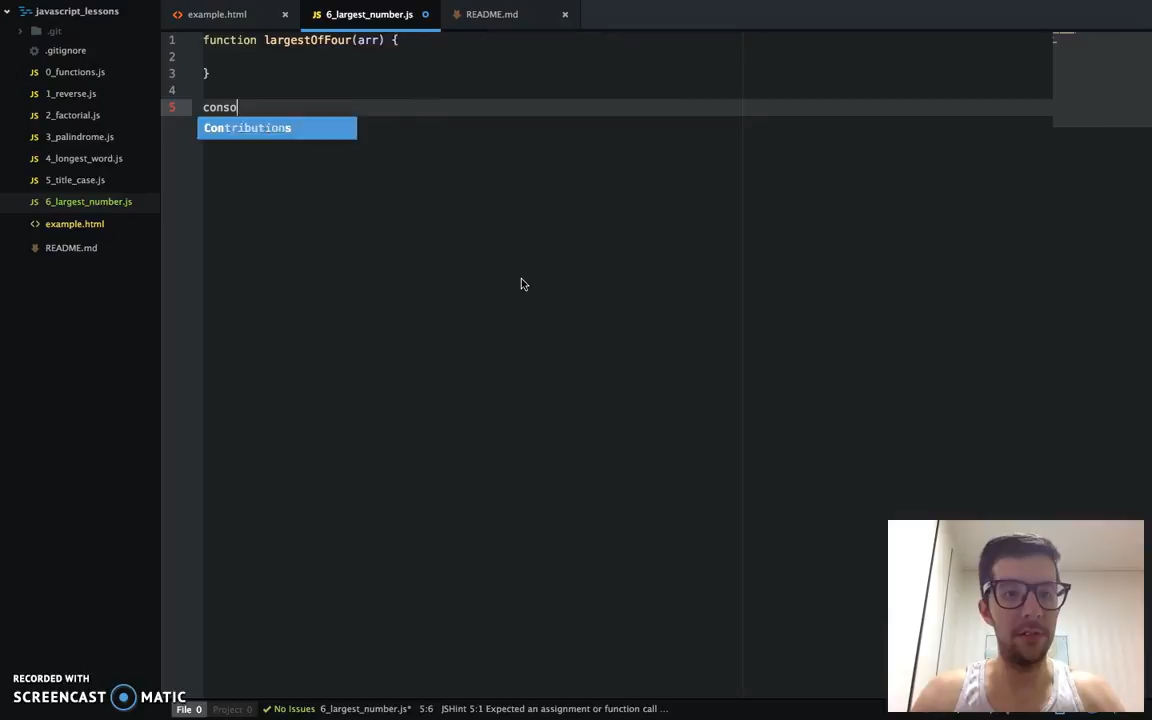 javascript_lessons
.git
.gitignore
0_functions.js
1_reverse.js
2_factorial.js
3_palindrome.js
4_longest_word.js
5_title_case.js
6_largest_number.js
example.html
README.md
example.html
6_largest_number.js
README.md
1 function largestOfFour(arr) {
2
3 }
4
5 conso
Contributions
RECORDED WITH
SCREENCAST MATIC
File 0 Project 0 No Issues 6_largest_number.js* 5:6 JSHint 5:1 Expected an assignment or function call ...